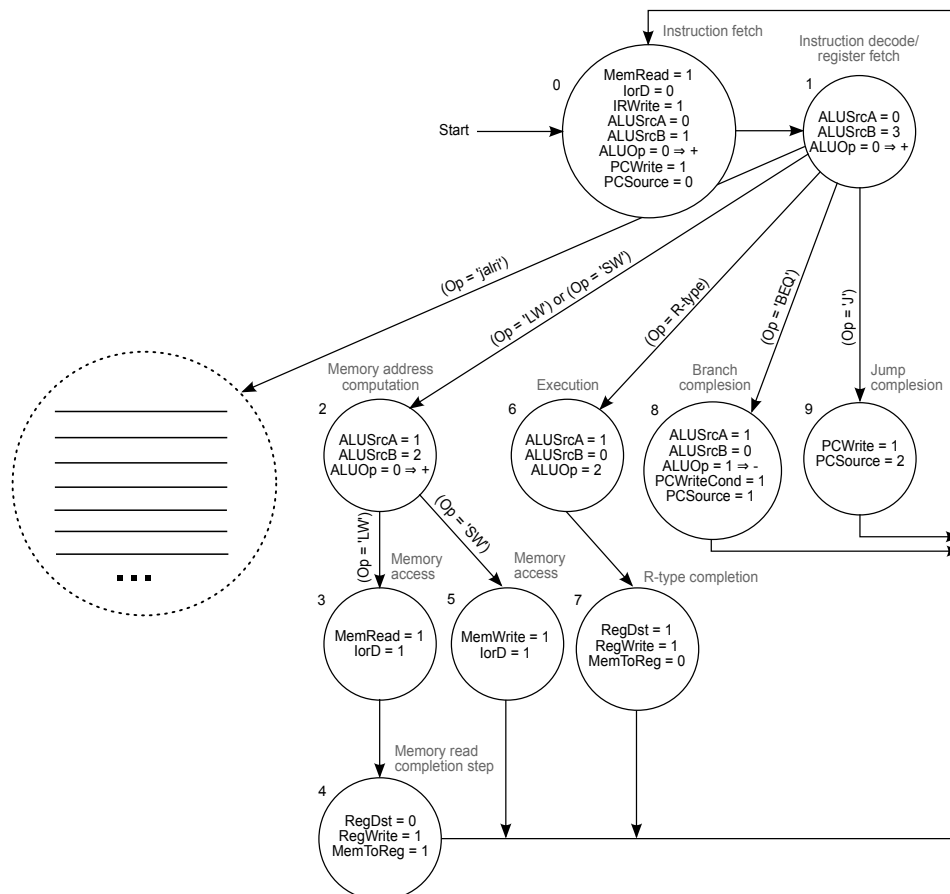 Instruction fetch
Instruction decode/
register fetch
0
MemRead = 1
IorD = 0
IRWrite = 1
ALUSrcA = 0
ALUSrcB = 1
ALUOp = 0 ⇒ +
PCWrite = 1
PCSource = 0
1
ALUSrcA = 0
ALUSrcB = 3
ALUOp = 0 ⇒ +
Start
(Op = 'jalri')
(Op = 'LW') or (Op = 'SW')
(Op = R-type)
(Op = 'BEQ')
(Op = 'J')
Memory address
computation
2
ALUSrcA = 1
ALUSrcB = 2
ALUOp = 0 ⇒ +
Execution
6
ALUSrcA = 1
ALUSrcB = 0
ALUOp = 2
Branch
complesion
8
ALUSrcA = 1
ALUSrcB = 0
ALUOp = 1 ⇒ -
PCWriteCond = 1
PCSource = 1
Jump
complesion
9
PCWrite = 1
PCSource = 2
(Op = 'LW')
(Op = 'SW')
Memory
access
3
MemRead = 1
IorD = 1
Memory
access
5
MemWrite = 1
IorD = 1
R-type completion
7
RegDst = 1
RegWrite = 1
MemToReg = 0
Memory read
completion step
4
RegDst = 0
RegWrite = 1
MemToReg = 1